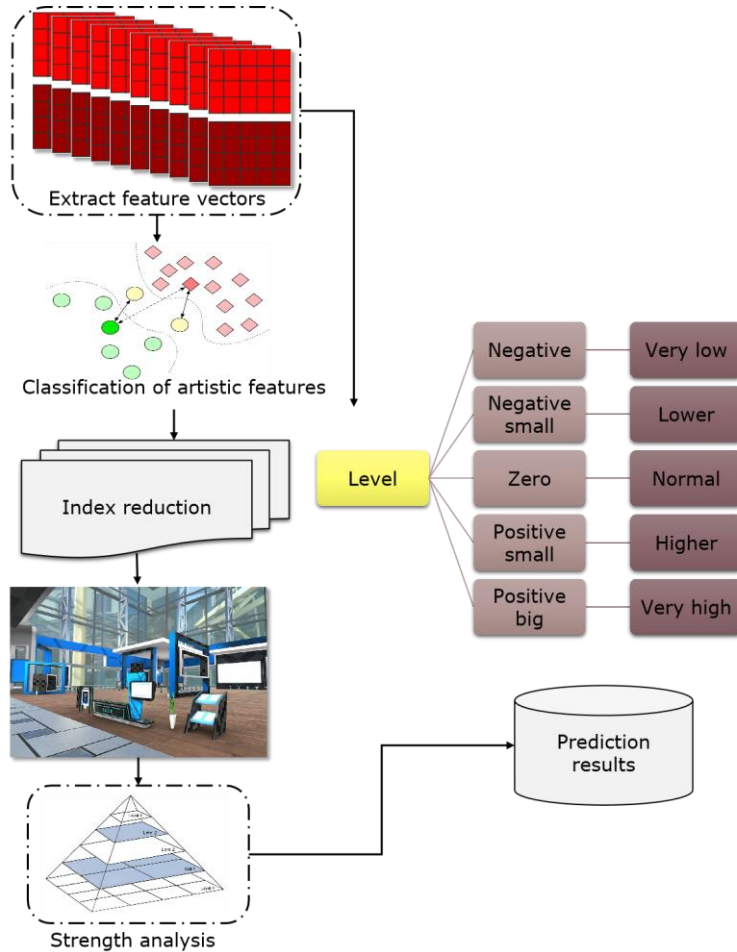 Extract feature vectors
Classification of artistic features
Index reduction
Strength analysis
Level
Negative
Very low
Negative
small
Lower
Zero
Normal
Positive
small
Higher
Positive
big
Very high
Prediction
results